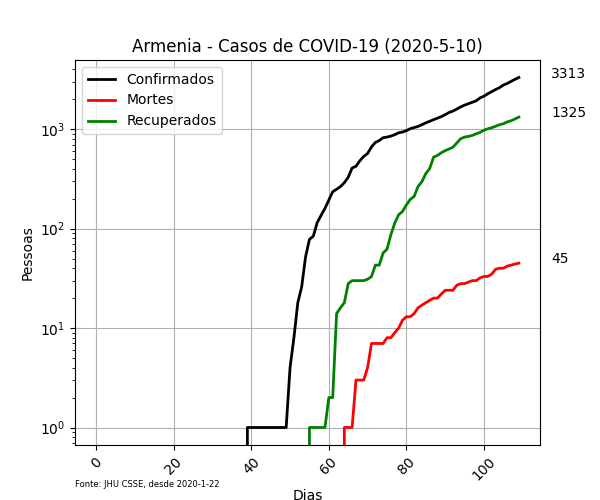 Armenia - Casos de COVID-19 (2020-5-10)
Confirmados
Mortes
Recuperados
3313
1325
45
10³
10²
10¹
10⁰
Pessoas
0 20 40 60 80 100
Fonte: JHU CSSE, desde 2020-1-22
Dias